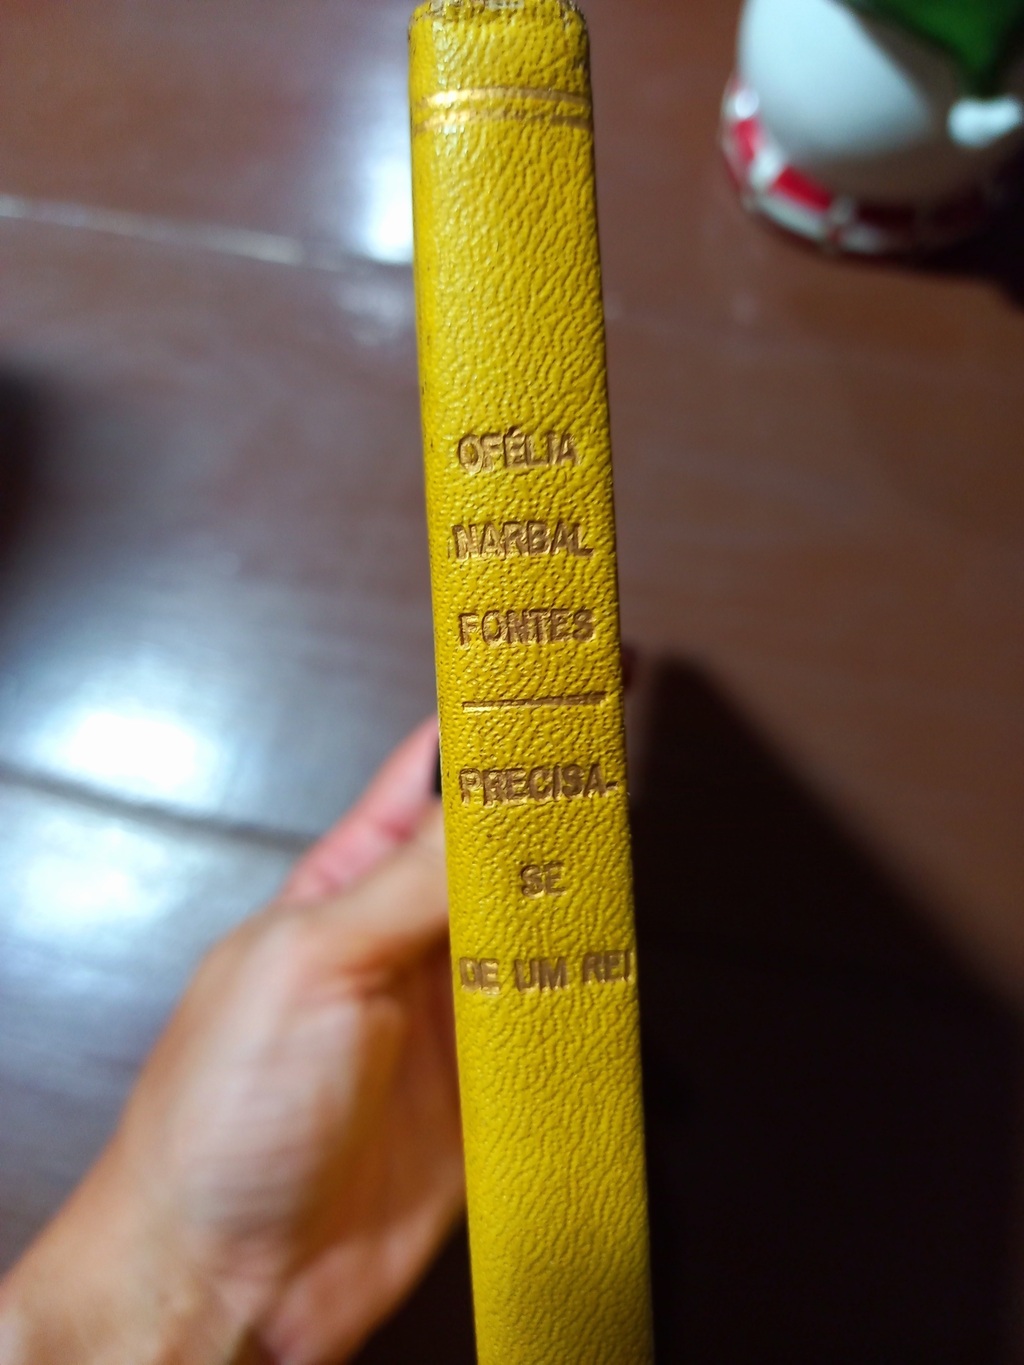 OFÉLIA
NARBAL
FONTES
PRECISA-
SE
DE UM REI